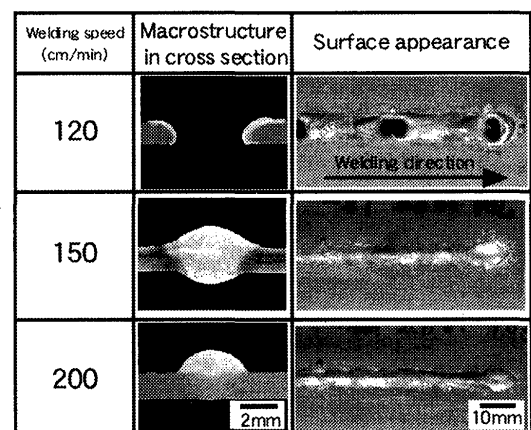 Welding speed
(cm/min)
Macrostructure
in cross section
Surface appearance
120
Welding direction
150
200
2mm
10mm